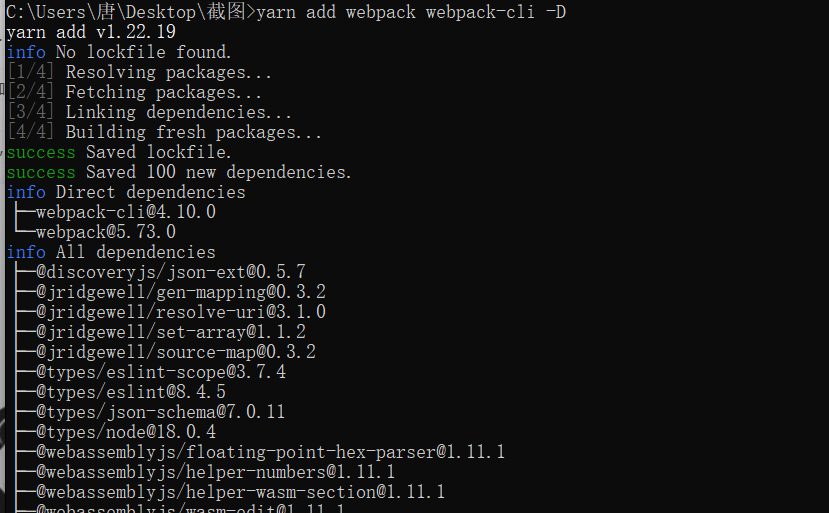 C:\Users\唐\Desktop\截图>yarn add webpack webpack-cli -D
yarn add v1.22.19
info No lockfile found.
[1/4] Resolving packages...
[2/4] Fetching packages...
[3/4] Linking dependencies...
[4/4] Building fresh packages...
success Saved lockfile.
success Saved 100 new dependencies.
info Direct dependencies
├─webpack-cli@4.10.0
└─webpack@5.73.0
info All dependencies
├─@discoveryjs/json-ext@0.5.7
├─@jridgewell/gen-mapping@0.3.2
├─@jridgewell/resolve-uri@3.1.0
├─@jridgewell/set-array@1.1.2
├─@jridgewell/source-map@0.3.2
├─@types/eslint-scope@3.7.4
├─@types/eslint@8.4.5
├─@types/json-schema@7.0.11
├─@types/node@18.0.4
├─@webassemblyjs/floating-point-hex-parser@1.11.1
├─@webassemblyjs/helper-numbers@1.11.1
├─@webassemblyjs/helper-wasm-section@1.11.1
├─@webassemblyjs/wasm-edit@1.11.1